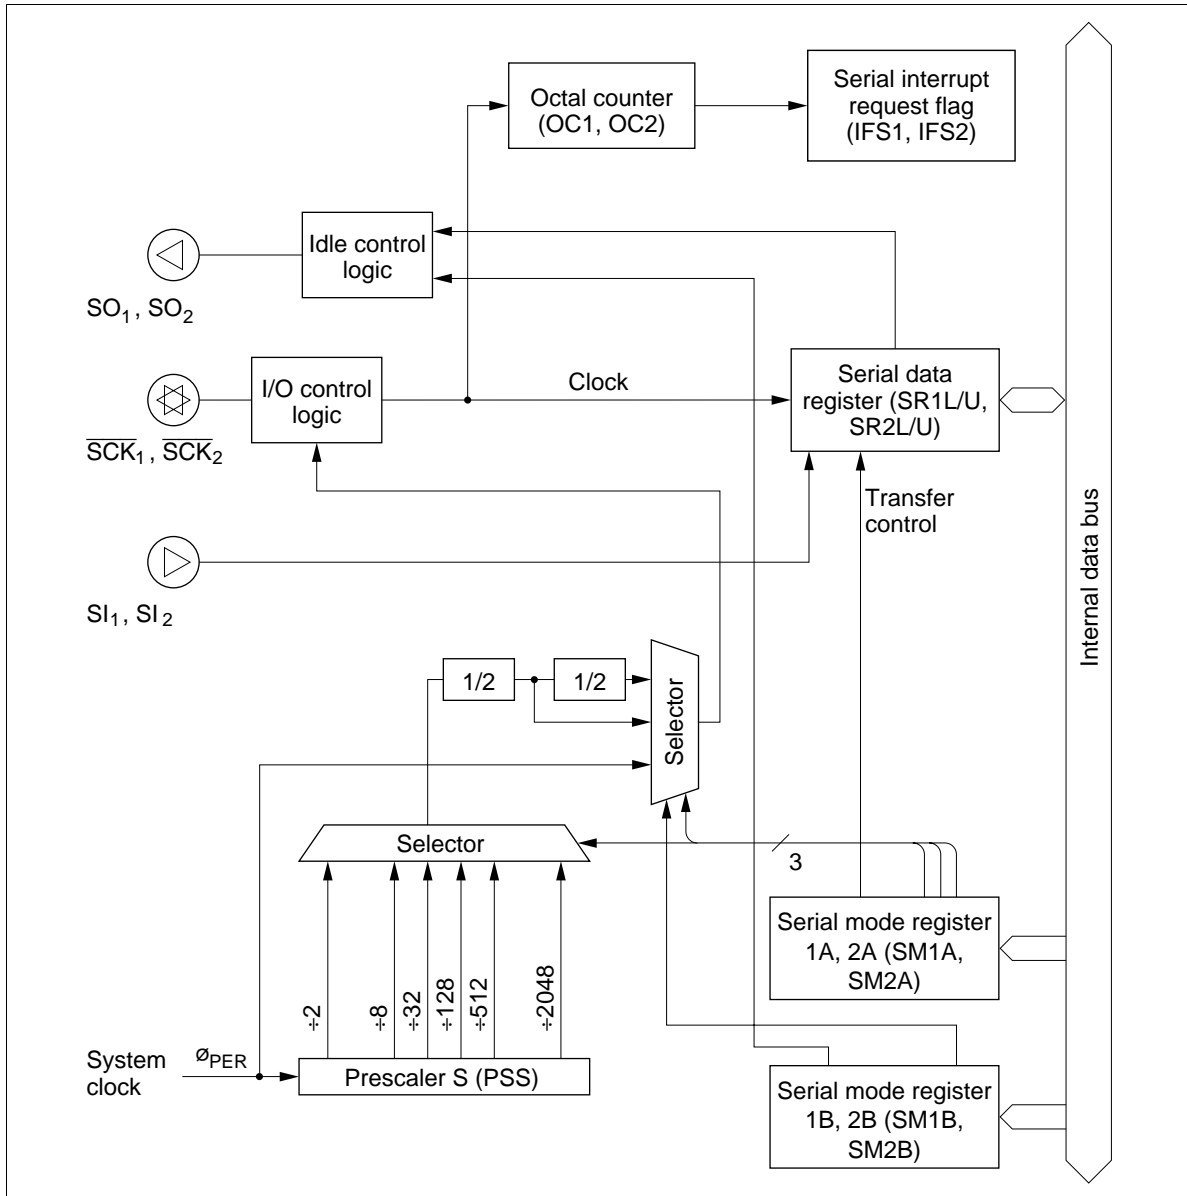 Octal counter
(OC1, OC2)
Serial interrupt
request flag
(IFS1, IFS2)
Idle control
logic
SO1, SO2
I/O control
logic
Clock
Serial data
register (SR1L/U,
SR2L/U)
S̅C̅K̅1, S̅C̅K̅2
Transfer
control
Internal data bus
SI1, SI2
1/2
1/2
Selector
Selector
3
Serial mode register
1A, 2A (SM1A,
SM2A)
÷2
÷8
÷32
÷128
÷512
÷2048
System
clock
øPER
Prescaler S (PSS)
Serial mode register
1B, 2B (SM1B,
SM2B)